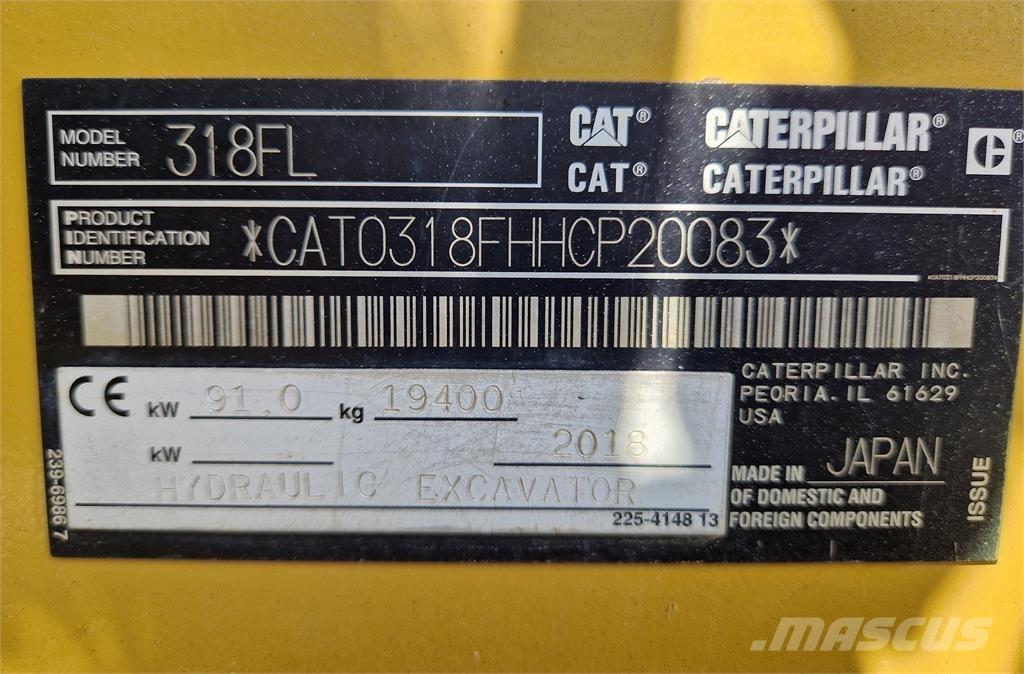 MODEL NUMBER 318FL
CAT® CATERPILLAR®
CAT® CATERPILLAR®
PRODUCT IDENTIFICATION NUMBER *CAT0318FHHCP20083*
*CAT0318FHHCP20083*
CE kW 91.0 kg 19400
kW 2018
HYDRAULIC EXCAVATOR
225-4148 13
239-6986 7
CATERPILLAR INC.
PEORIA. IL 61629
USA
MADE IN JAPAN
OF DOMESTIC AND
FOREIGN COMPONENTS
ISSUE
MASCUS